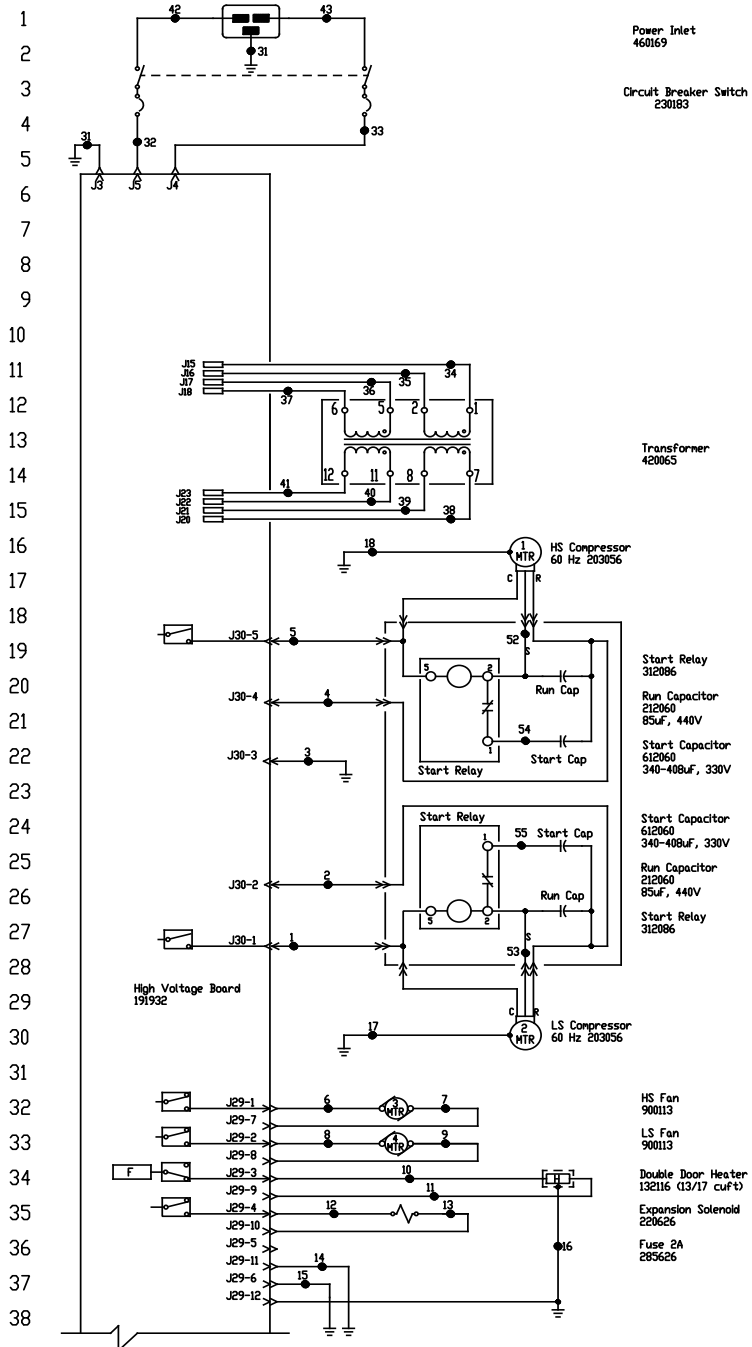 1
42
43
Power Inlet
460169
2
31
3
Circuit Breaker Switch
230183
4
31
32
33
5
J3
J5
J4
6
7
8
9
10
11
J15
J16
J17
J18
34
35
36
37
12
6
5
2
1
13
Transformer
420065
14
12
11
8
7
J23
J22
J21
J20
41
40
39
38
15
16
18
1
MTR
HS Compressor
60 Hz 203056
17
C
R
18
19
J30-5
5
52
S
Start Relay
312086
20
5
2
Run Cap
J30-4
4
Run Capacitor
212060
85uF, 440V
21
54
1
Start Cap
22
J30-3
3
Start Relay
Start Capacitor
612060
340-408uF, 330V
23
24
Start Relay
55
Start Cap
1
Start Capacitor
612060
340-408uF, 330V
25
J30-2
2
Run Capacitor
212060
85uF, 440V
26
Run Cap
5
2
Start Relay
312086
27
J30-1
1
S
53
28
High Voltage Board
191932
29
C
R
30
17
2
MTR
LS Compressor
60 Hz 203056
31
32
J29-1
6
3
MTR
7
HS Fan
900113
J29-7
33
J29-2
8
4
MTR
9
LS Fan
900113
J29-8
34
F
J29-3
10
Double Door Heater
132116 (13/17 cuft)
J29-9
11
35
J29-4
12
13
Expansion Solenoid
220626
J29-10
36
J29-5
16
Fuse 2A
285626
J29-11
14
37
J29-6
15
J29-12
38